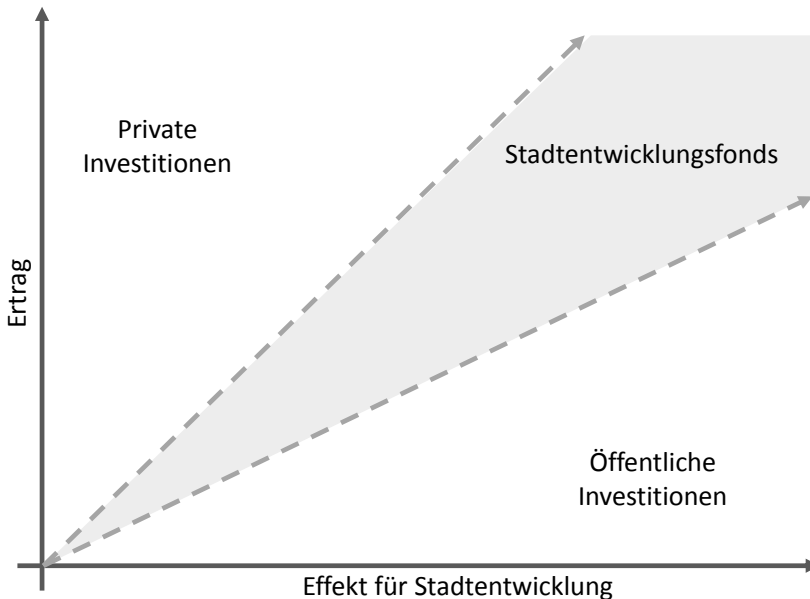 Private
Investitionen
Stadtentwicklungsfonds
Ertrag
Öffentliche
Investitionen
Effekt für Stadtentwicklung